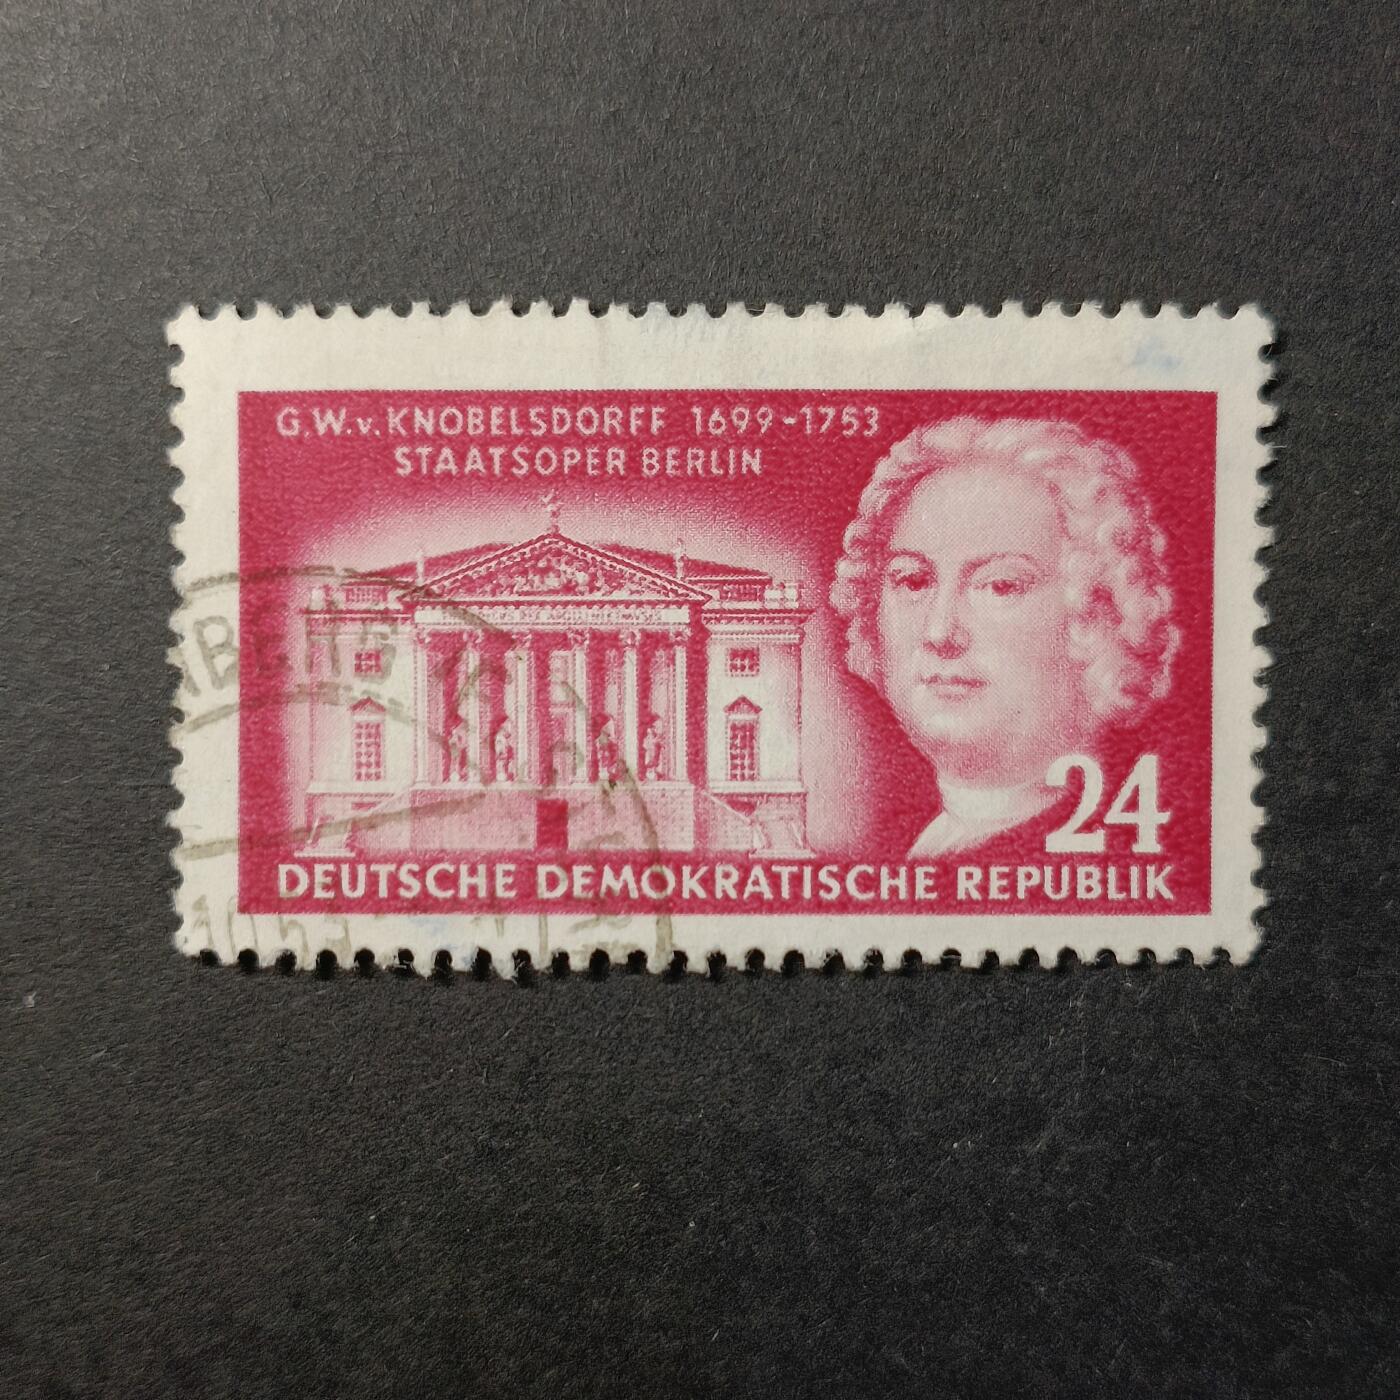 G.W.v. KNOBELSDORFF 1699-1753
STAATSOPER BERLIN
24
DEUTSCHE DEMOKRATISCHE REPUBLIK